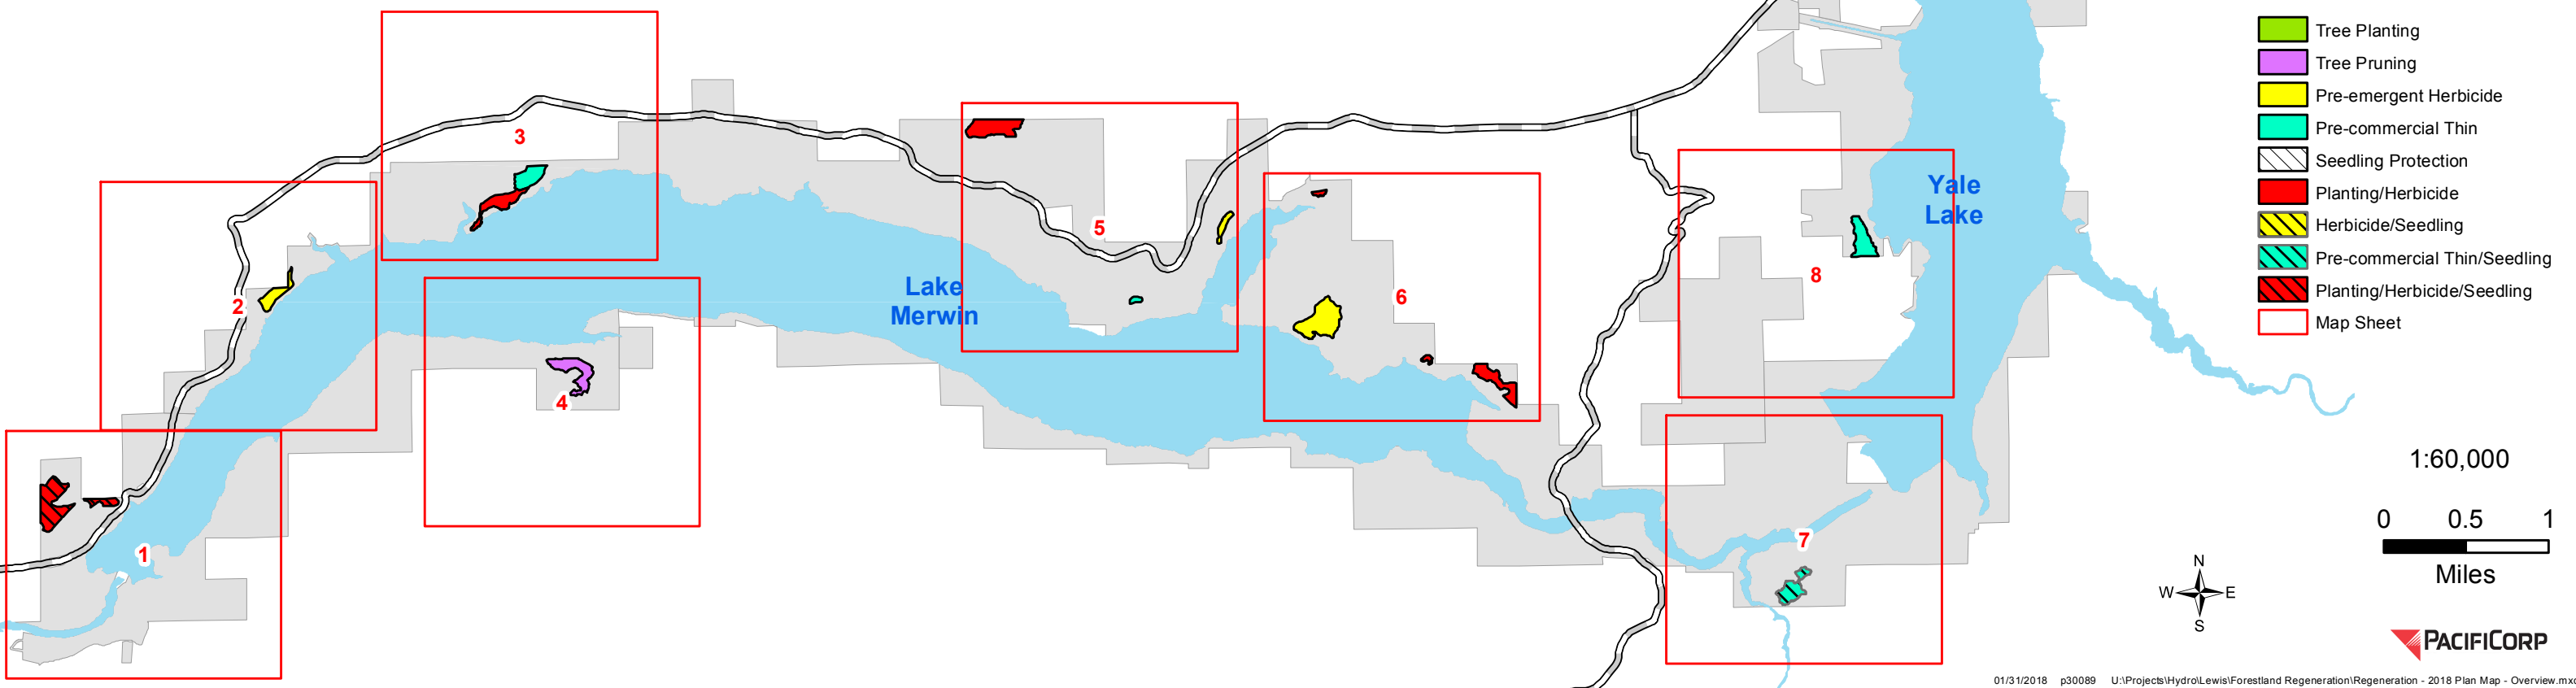 Tree Planting
Tree Pruning
Pre-emergent Herbicide
Pre-commercial Thin
Seedling Protection
Planting/Herbicide
Herbicide/Seedling
Pre-commercial Thin/Seedling
Planting/Herbicide/Seedling
Map Sheet
3
Yale
Lake
5
8
2
Lake
Merwin
6
4
1
7
1:60,000
0 0.5 1
Miles
N
W E
S
PACIFICORP
01/31/2018 p30089 U:\Projects\Hydro\Lewis\Forestland Regeneration\Regeneration - 2018 Plan Map - Overview.mx